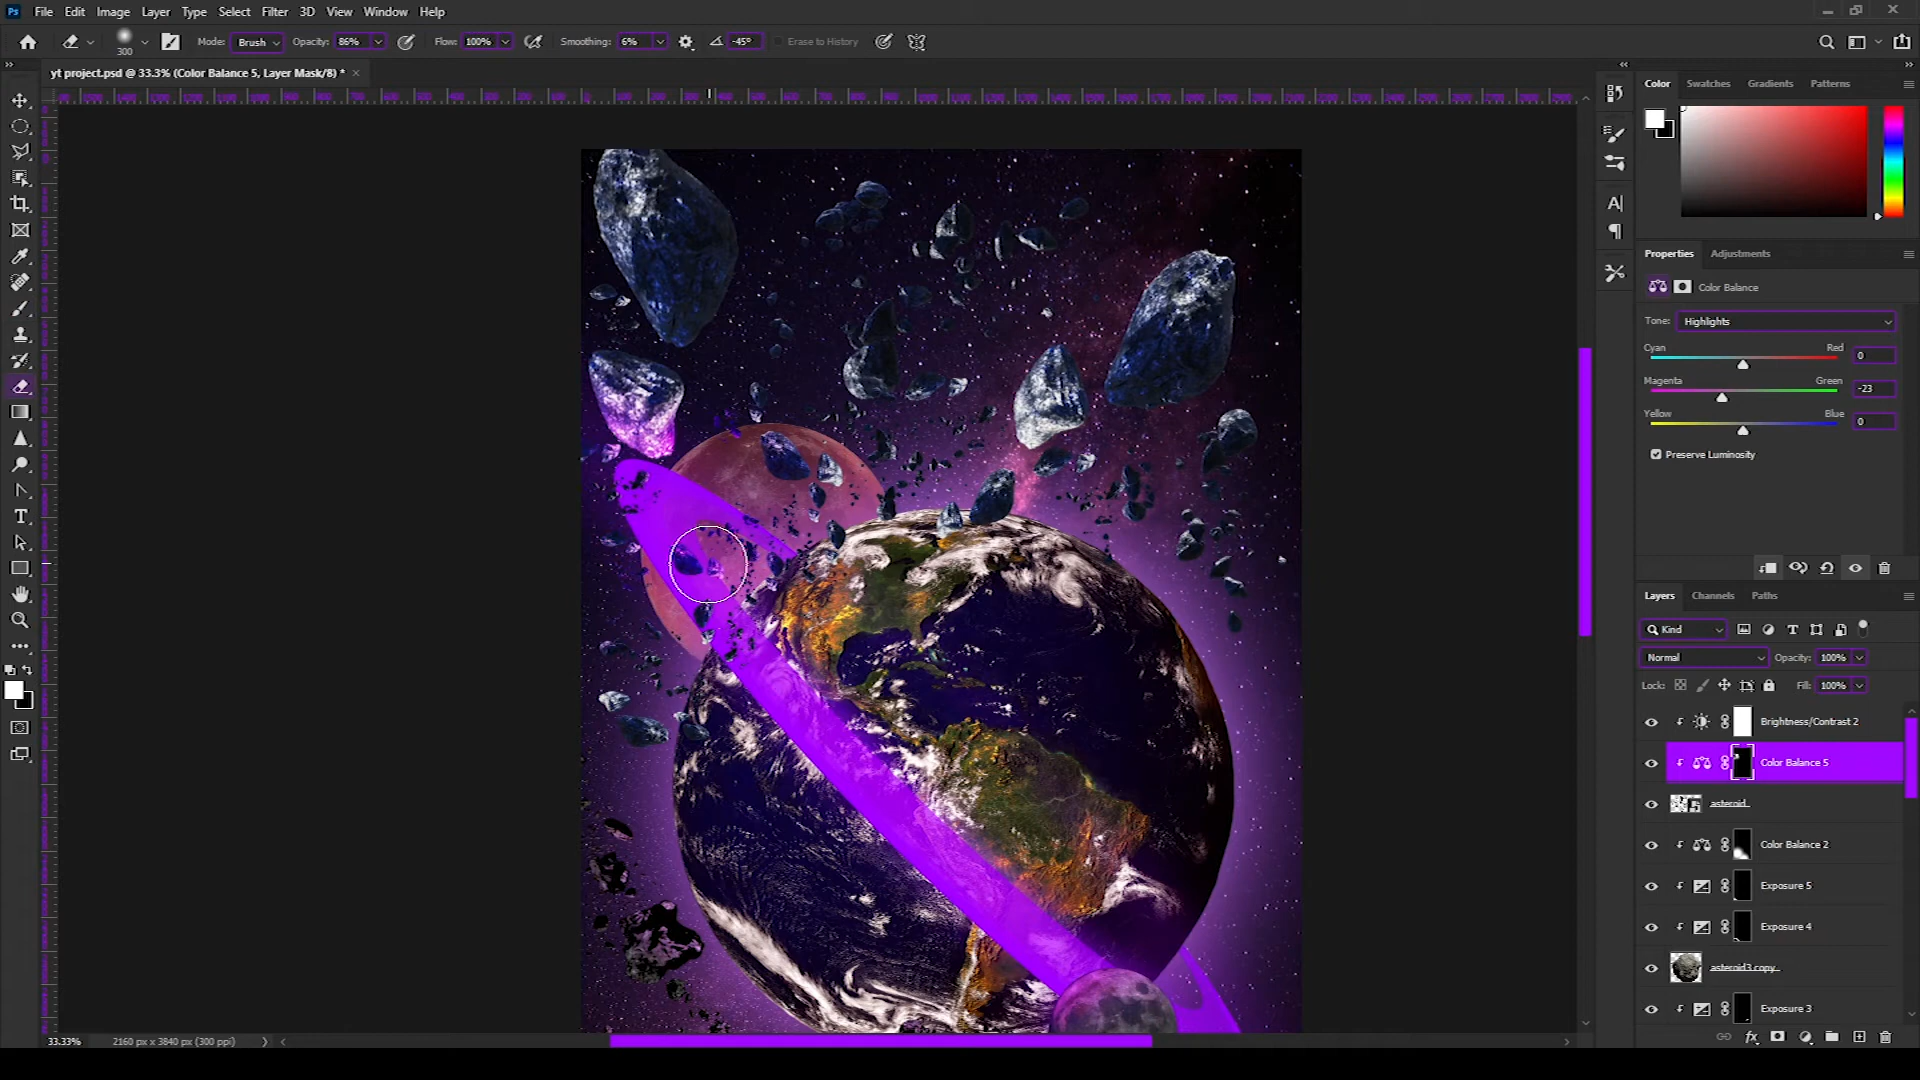 Ps File Edit Image Layer Type Select Filter 3D View Window Help
300 Mode: Brush Opacity: 86% Flow: 100% Smoothing: 6% -45° Erase to History
yt project.psd @ 33.3% (Color Balance 5, Layer Mask/8) *
Color Swatches Gradients Patterns
Properties Adjustments
Color Balance
Tone: Highlights
Cyan Red 0
Magenta Green -23
Yellow Blue 0
Preserve Luminosity
Layers Channels Paths
Kind
Normal Opacity: 100%
Lock: Fill: 100%
Brightness/Contrast 2
Color Balance 5
asteroid
Color Balance 2
Exposure 5
Exposure 4
asteroid3 copy
Exposure 3
fx
33.33% 2160 px x 3840 px (300 ppi)